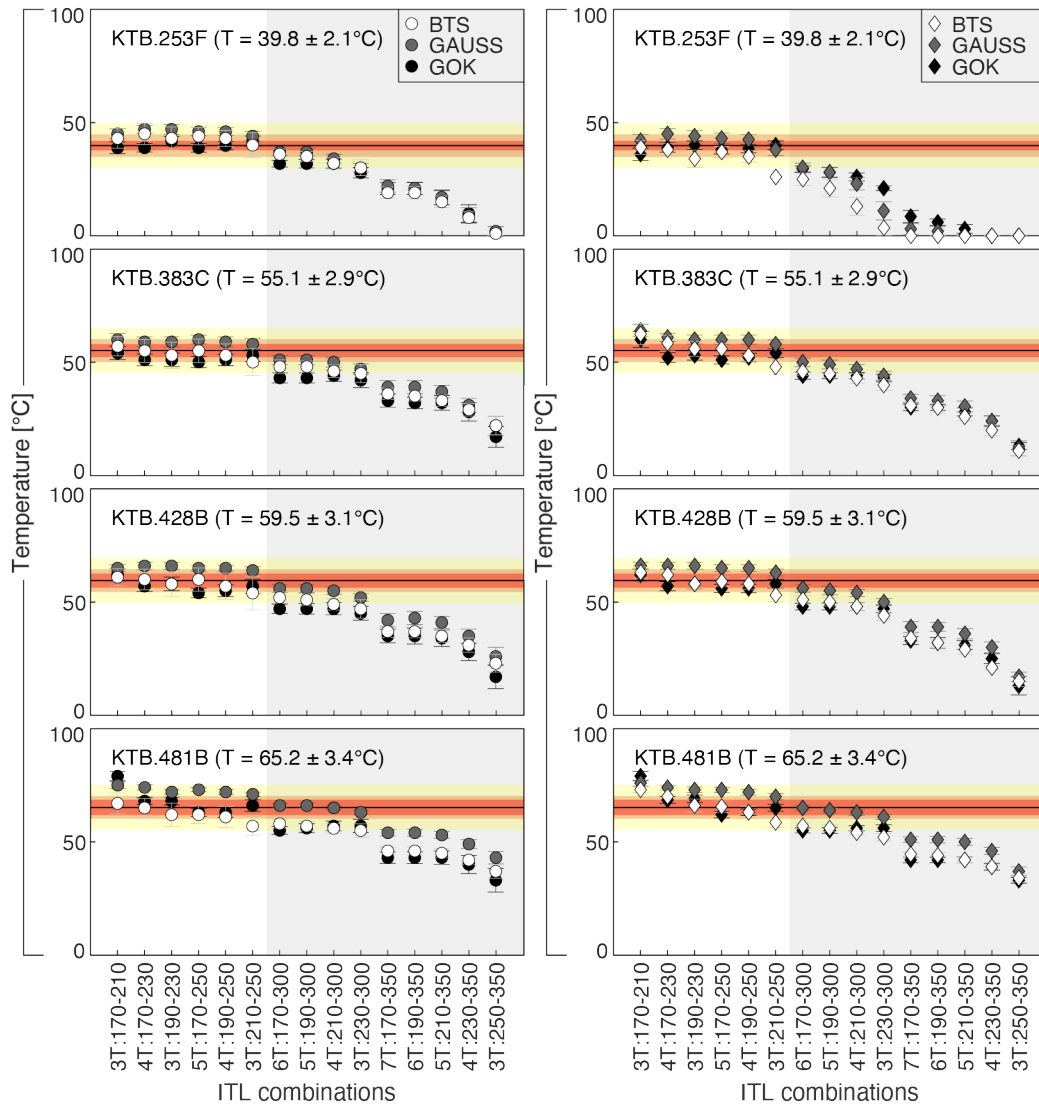 100
KTB.253F (T = 39.8 ± 2.1°C)
BTS
GAUSS
GOK
50
0
100
KTB.383C (T = 55.1 ± 2.9°C)
50
0
100
KTB.428B (T = 59.5 ± 3.1°C)
50
0
100
KTB.481B (T = 65.2 ± 3.4°C)
50
0
Temperature [°C]
3T:170-210
4T:170-230
3T:190-230
5T:170-250
4T:190-250
3T:210-250
6T:170-300
5T:190-300
4T:210-300
3T:230-300
7T:170-350
6T:190-350
5T:210-350
4T:230-350
3T:250-350
ITL combinations
100
KTB.253F (T = 39.8 ± 2.1°C)
BTS
GAUSS
GOK
50
0
100
KTB.383C (T = 55.1 ± 2.9°C)
50
0
100
KTB.428B (T = 59.5 ± 3.1°C)
50
0
100
KTB.481B (T = 65.2 ± 3.4°C)
50
0
Temperature [°C]
3T:170-210
4T:170-230
3T:190-230
5T:170-250
4T:190-250
3T:210-250
6T:170-300
5T:190-300
4T:210-300
3T:230-300
7T:170-350
6T:190-350
5T:210-350
4T:230-350
3T:250-350
ITL combinations